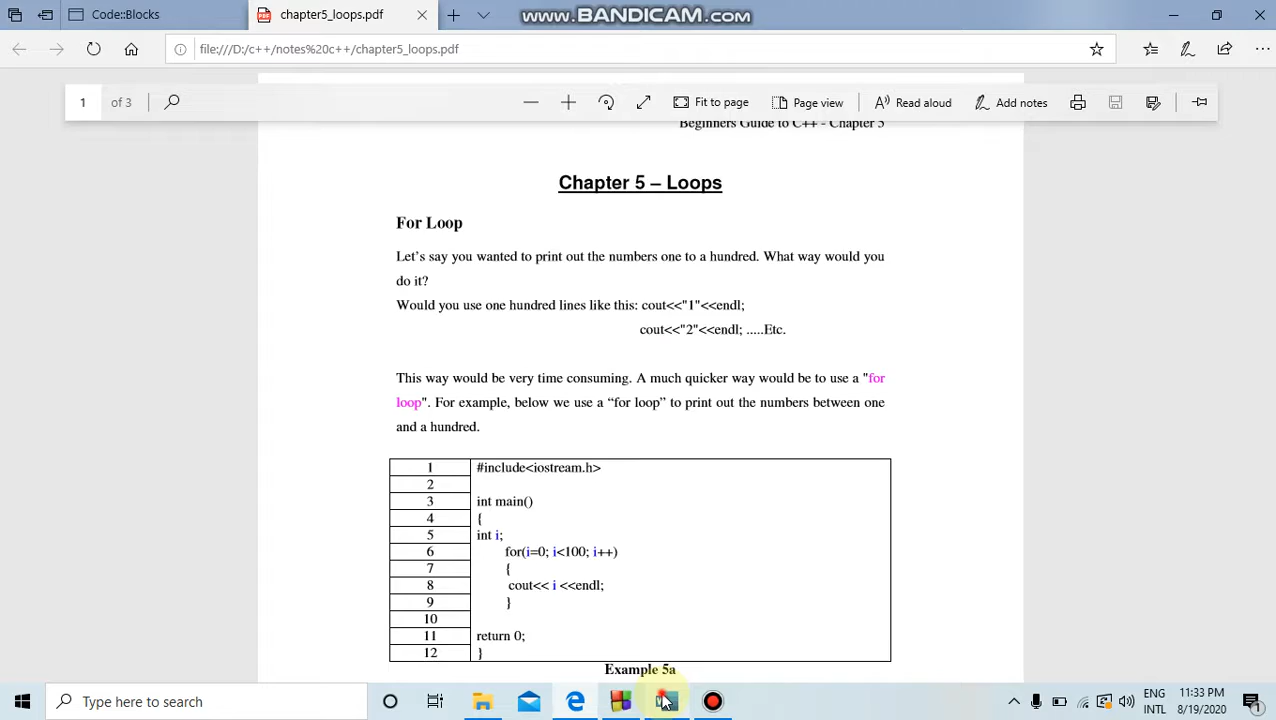 www.BANDICAM.com
chapter5_loops.pdf
file:///D:/c++/notes%20c++/chapter5_loops.pdf
1 of 3 Fit to page Page view Read aloud Add notes
Beginners Guide to C++ - Chapter 5
Chapter 5 – Loops
For Loop
Let's say you wanted to print out the numbers one to a hundred. What way would you
do it?
Would you use one hundred lines like this: cout<<"1"<<endl;
cout<<"2"<<endl; .....Etc.
This way would be very time consuming. A much quicker way would be to use a "for
loop". For example, below we use a “for loop” to print out the numbers between one
and a hundred.
1 #include<iostream.h>
2
3 int main()
4 {
5 int i;
6 for(i=0; i<100; i++)
7 {
8 cout<< i <<endl;
9 }
10
11 return 0;
12 }
Example 5a
Type here to search ENTG INTL 11:33 PM 8/19/2020 1